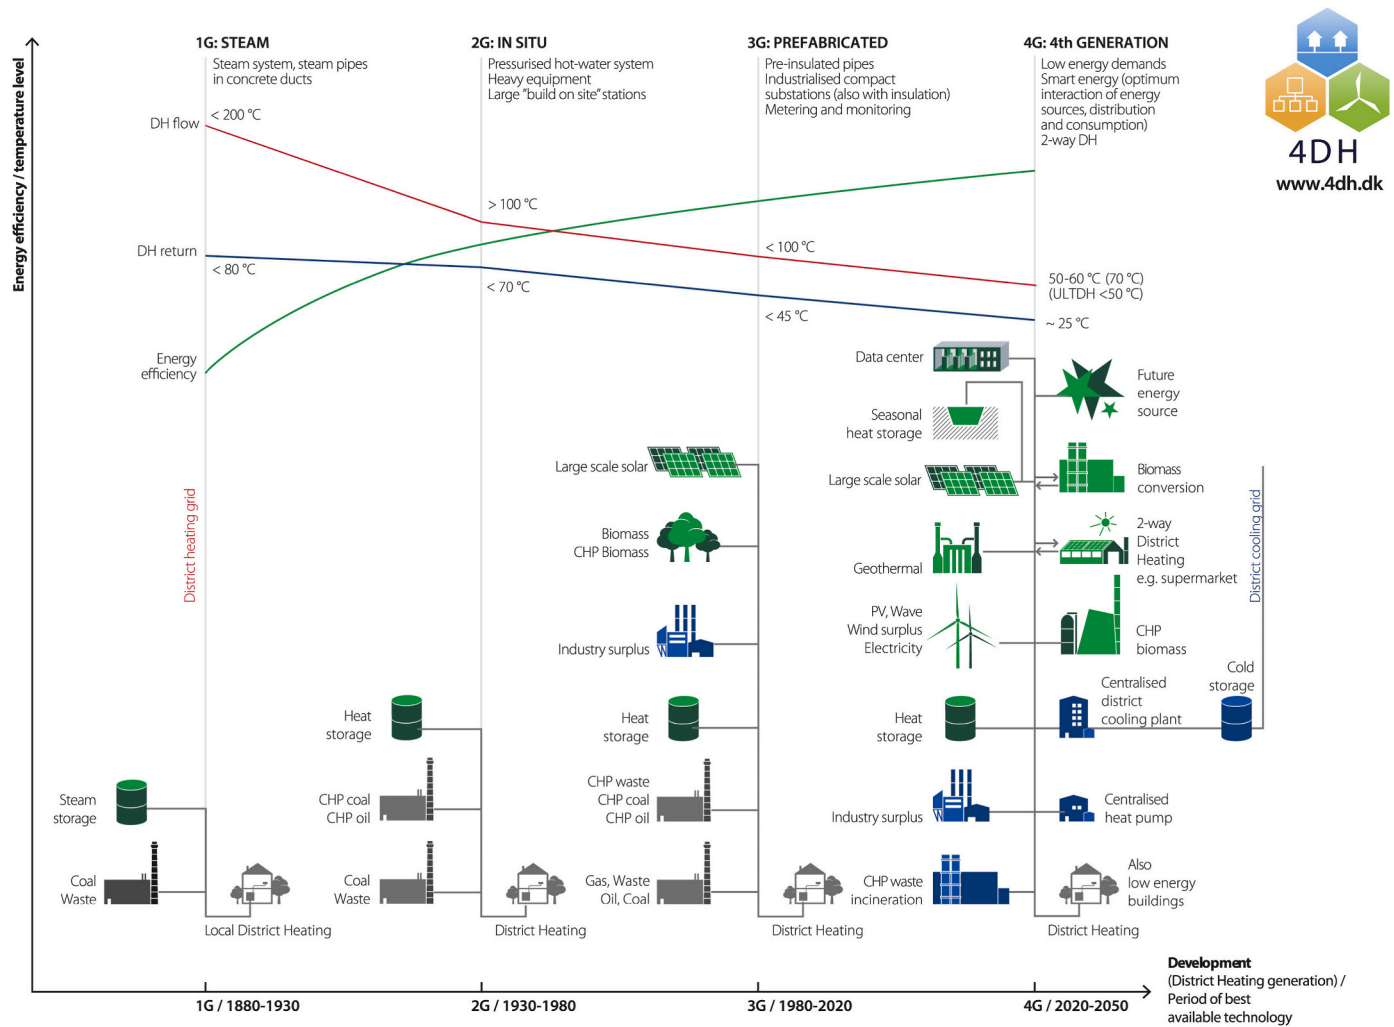 1G: STEAM
Steam system, steam pipes
in concrete ducts
2G: IN SITU
Pressurised hot-water system
Heavy equipment
Large "build on site" stations
3G: PREFABRICATED
Pre-insulated pipes
Industrialised compact
substations (also with insulation)
Metering and monitoring
4G: 4th GENERATION
Low energy demands
Smart energy (optimum
interaction of energy
sources, distribution
and consumption)
2-way DH
4DH
www.4dh.dk
Energy efficiency / temperature level
DH flow
< 200 °C
> 100 °C
< 100 °C
50-60 °C (70 °C)
(ULTDH <50 °C)
DH return
< 80 °C
< 70 °C
< 45 °C
~ 25 °C
Energy
efficiency
District heating grid
Steam
storage
Coal
Waste
Local District Heating
Heat
storage
CHP coal
CHP oil
Coal
Waste
District Heating
Large scale solar
Biomass
CHP Biomass
Industry surplus
Heat
storage
CHP waste
CHP coal
CHP oil
Gas, Waste
Oil, Coal
District Heating
Data center
Seasonal
heat storage
Large scale solar
Geothermal
PV, Wave
Wind surplus
Electricity
Heat
storage
Industry surplus
CHP waste
incineration
Future
energy
source
Biomass
conversion
2-way
District
Heating
e.g. supermarket
CHP
biomass
Centralised
district
cooling plant
Cold
storage
District cooling grid
Centralised
heat pump
Also
low energy
buildings
District Heating
1G / 1880-1930
2G / 1930-1980
3G / 1980-2020
4G / 2020-2050
Development
(District Heating generation) /
Period of best
available technology